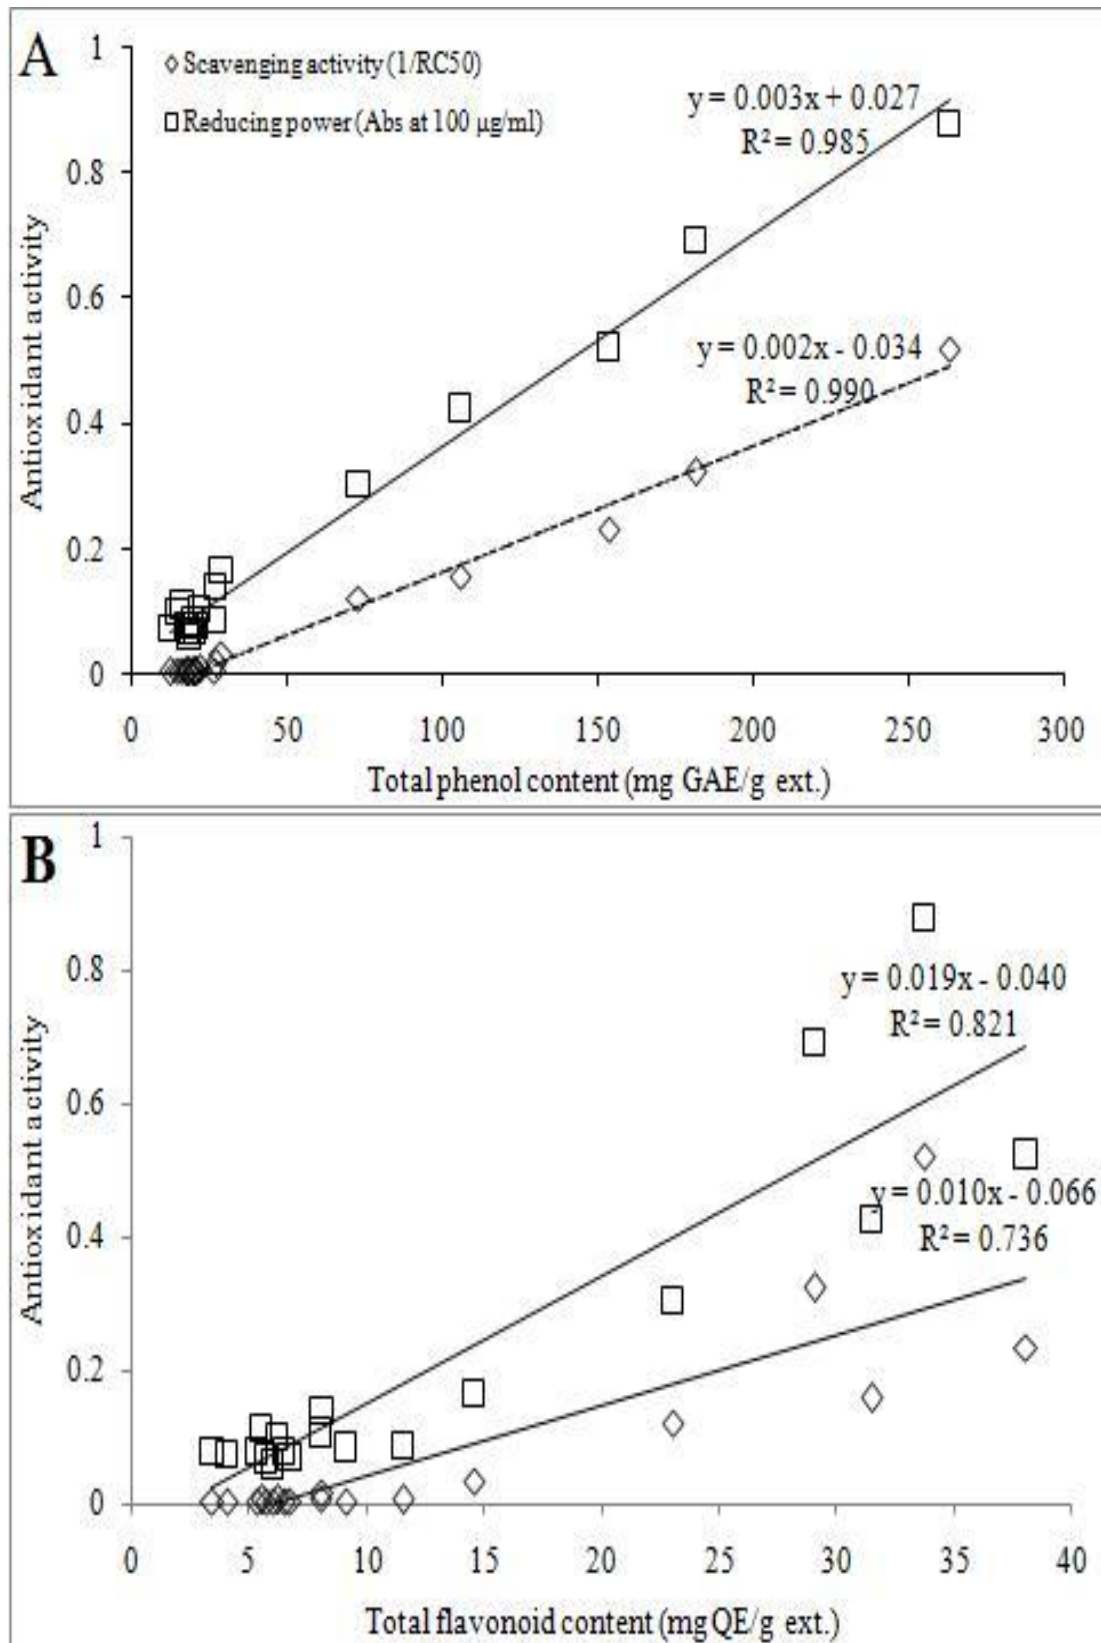 A
1
◇ Scavenging activity (1/RC50)
□ Reducing power (Abs at 100 µg/ml)
y = 0.003x + 0.027
R² = 0.985
0.8
0.6
y = 0.002x - 0.034
R² = 0.990
0.4
0.2
0
Antioxidant activity
0 50 100 150 200 250 300
Total phenol content (mg GAE/g ext.)
B
1
0.8
y = 0.019x - 0.040
R² = 0.821
0.6
y = 0.010x - 0.066
R² = 0.736
0.4
0.2
0
Antioxidant activity
0 5 10 15 20 25 30 35 40
Total flavonoid content (mg QE/g ext.)